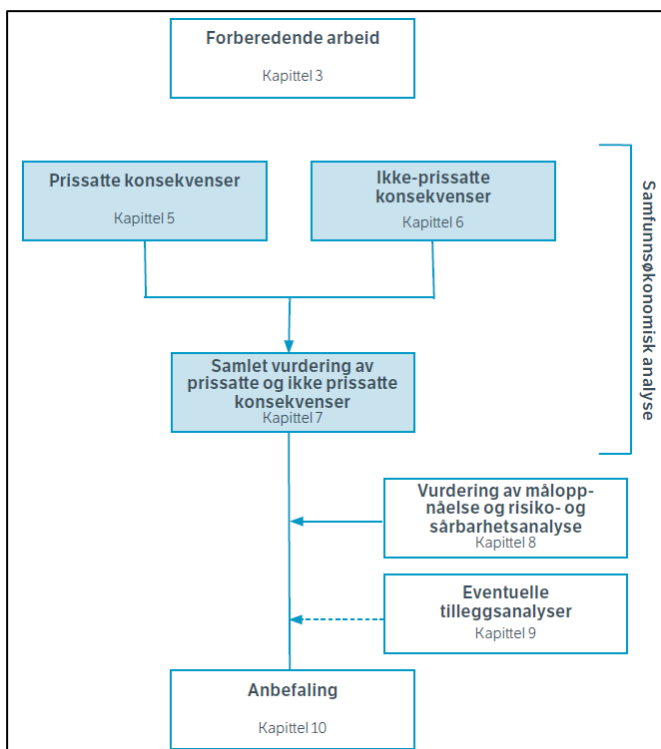 Forberedende arbeid
Kapittel 3
Prissatte konsekvenser
Kapittel 5
Ikke-prissatte
konsekvenser
Kapittel 6
Samfunnsøkonomisk analyse
Samlet vurdering av
prissatte og ikke prissatte
konsekvenser
Kapittel 7
Vurdering av målopp-
nåelse og risiko- og
sårbarhetsanalyse
Kapittel 8
Eventuelle
tilleggsanalyser
Kapittel 9
Anbefaling
Kapittel 10